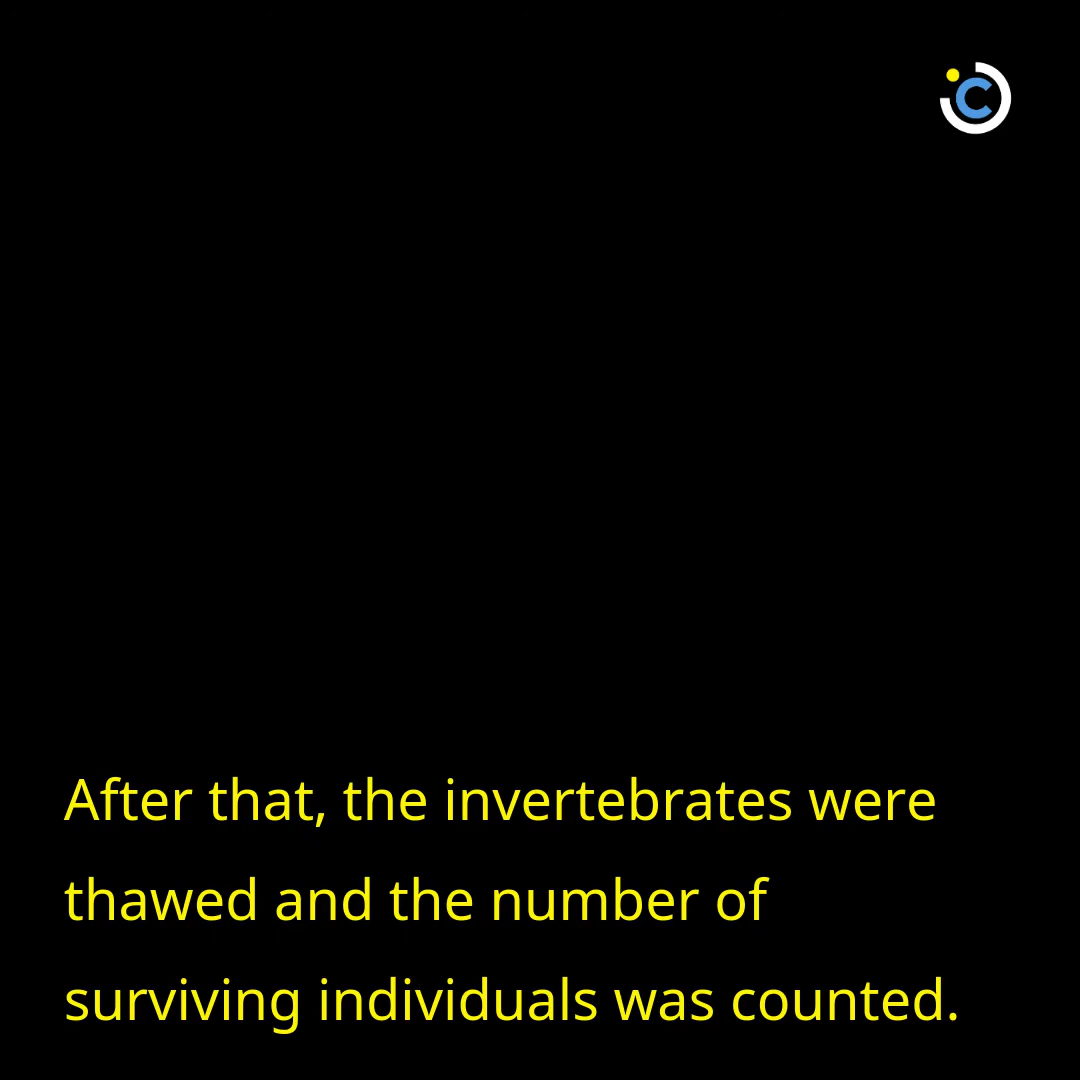 After that, the invertebrates were
thawed and the number of
surviving individuals was counted.